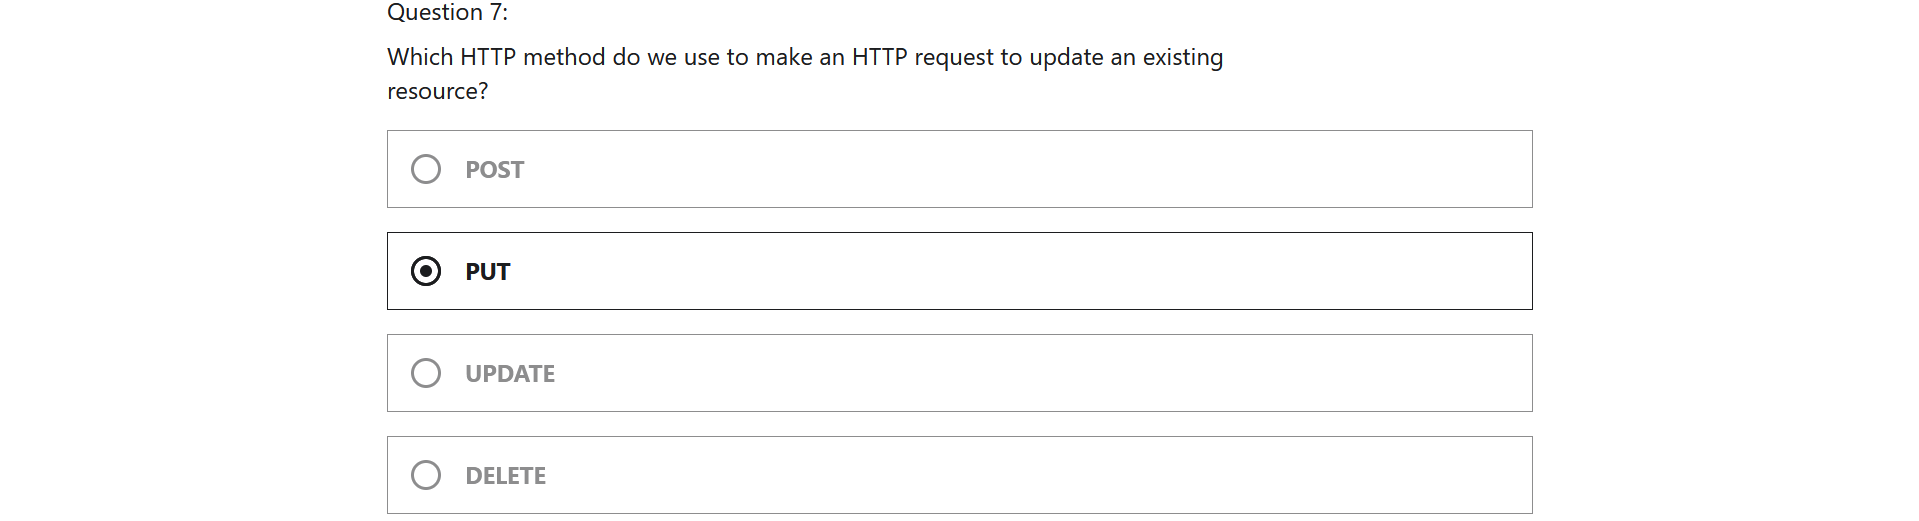 Question 7:
Which HTTP method do we use to make an HTTP request to update an existing
resource?
POST
PUT
UPDATE
DELETE